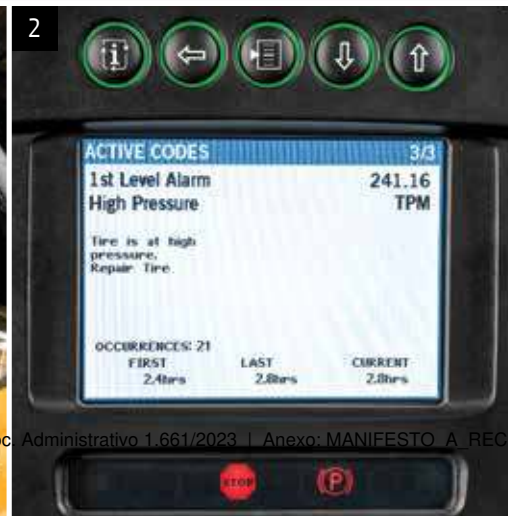 2
ACTIVE CODES 3/3
1st Level Alarm 241.16
High Pressure TPM
Tire is at high
pressure.
Repair Tire
OCCURRENCES: 21
FIRST LAST CURRENT
2.4hrs 2.8hrs 2.8hrs
Administrativo 1.661/2023 | Anexo: MANIFESTO_A_REC
STOP
P